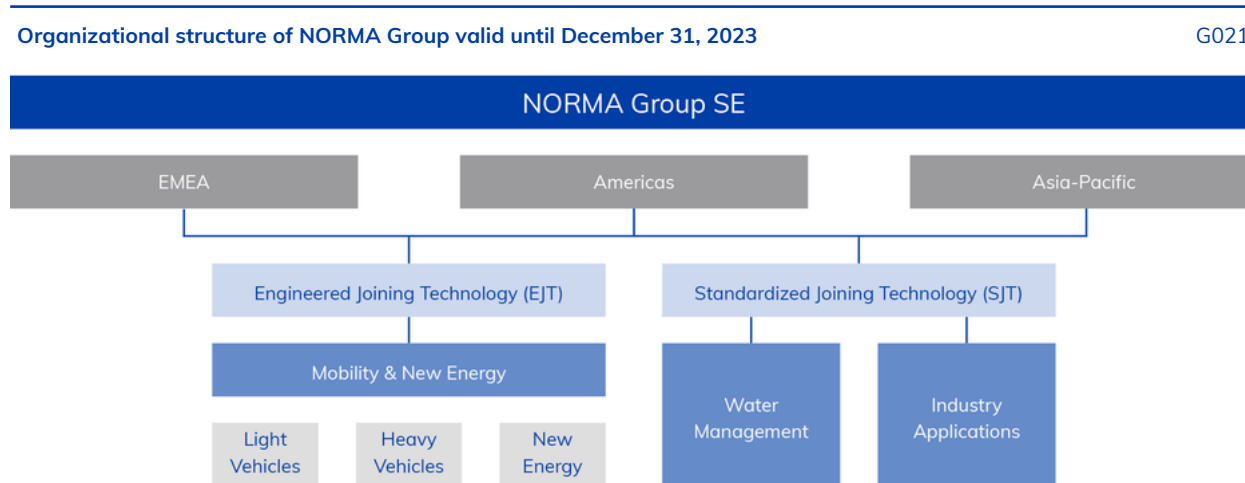 Organizational structure of NORMA Group valid until December 31, 2023
G021
NORMA Group SE
EMEA
Americas
Asia-Pacific
Engineered Joining Technology (EJT)
Standardized Joining Technology (SJT)
Mobility & New Energy
Water
Management
Industry
Applications
Light
Vehicles
Heavy
Vehicles
New
Energy